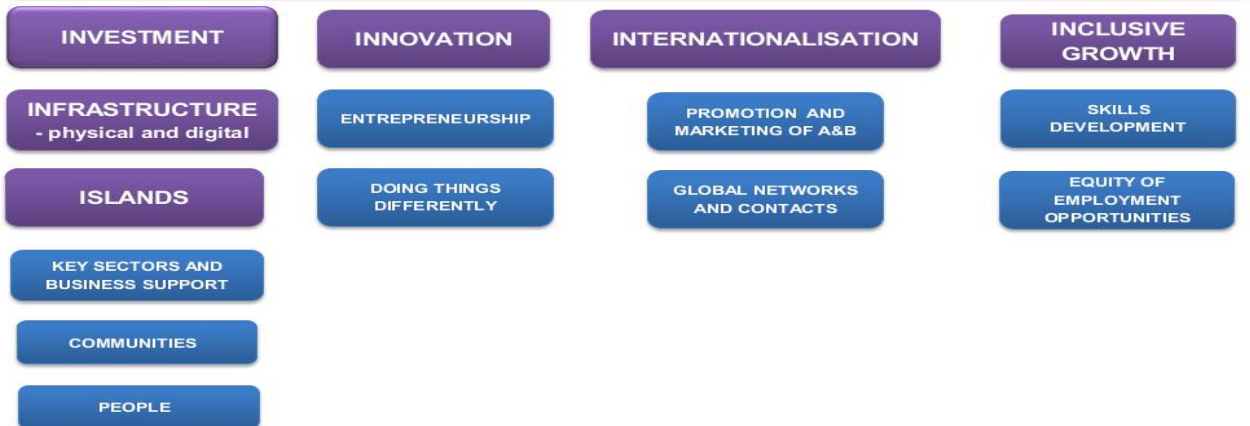 INVESTMENT
INFRASTRUCTURE
- physical and digital
ISLANDS
KEY SECTORS AND
BUSINESS SUPPORT
COMMUNITIES
PEOPLE
INNOVATION
ENTREPRENEURSHIP
DOING THINGS
DIFFERENTLY
INTERNATIONALISATION
PROMOTION AND
MARKETING OF A&B
GLOBAL NETWORKS
AND CONTACTS
INCLUSIVE
GROWTH
SKILLS
DEVELOPMENT
EQUITY OF
EMPLOYMENT
OPPORTUNITIES